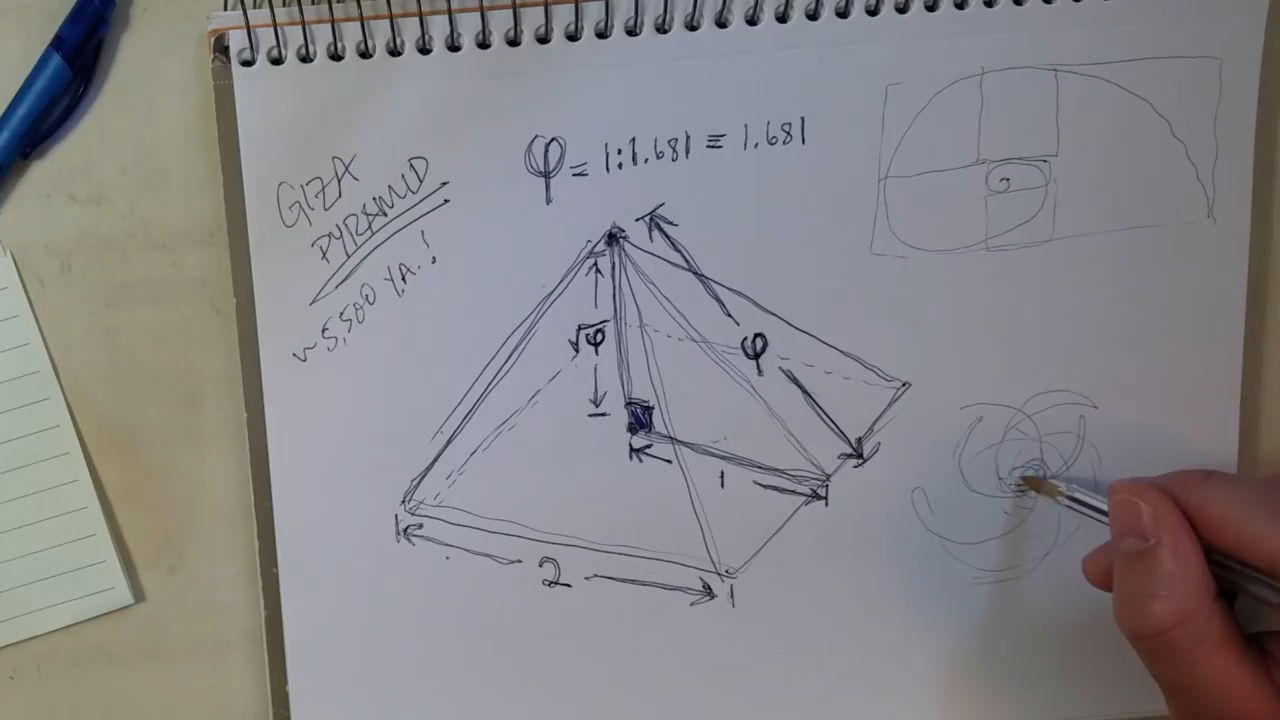 GIZA
PYRAMID
~5,500 Y.A.!
φ = 1:1.681 ≡ 1.681
√φ
φ
1
2